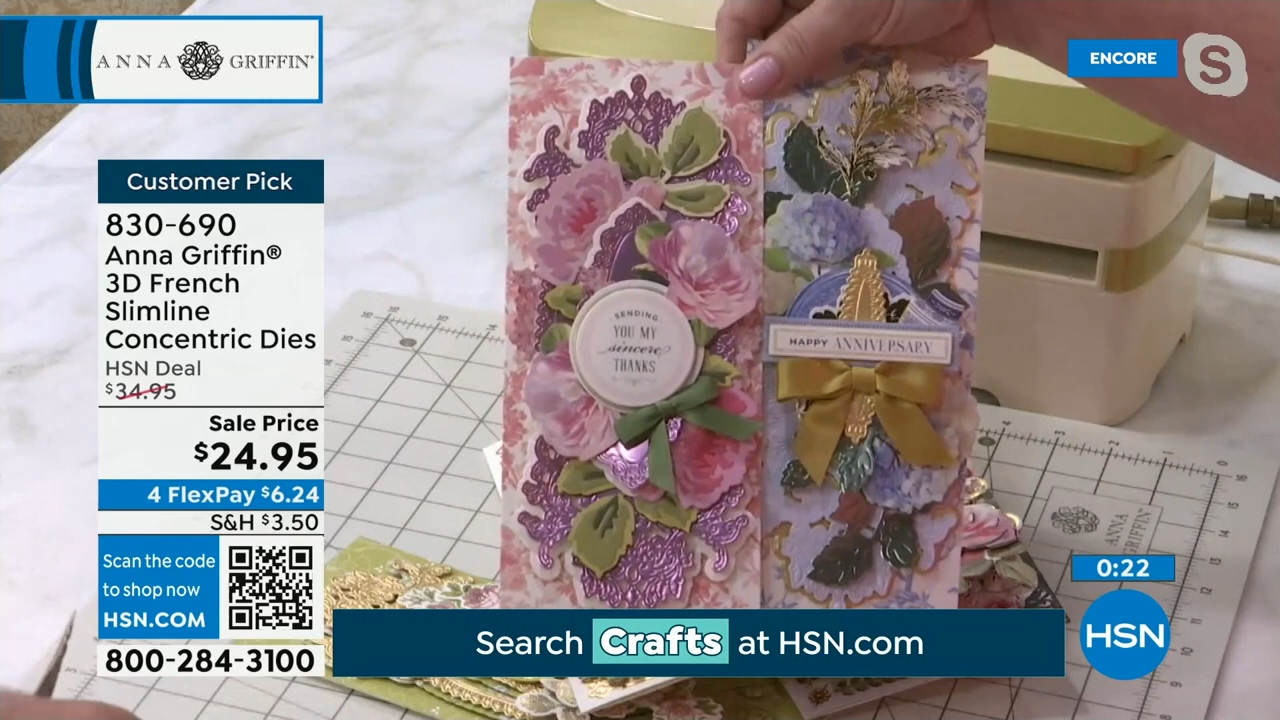 ANNA GRIFFIN®
ENCORE
S
Customer Pick
830-690
Anna Griffin®
3D French
Slimline
Concentric Dies
HSN Deal
$34.95
Sale Price
$24.95
4 FlexPay $6.24
S&H $3.50
Scan the code
to shop now
HSN.COM
800-284-3100
SENDING
YOU MY
sincere
THANKS
HAPPY ANNIVERSARY
ANNA
GRIFFIN
0:22
HSN
Search Crafts at HSN.com